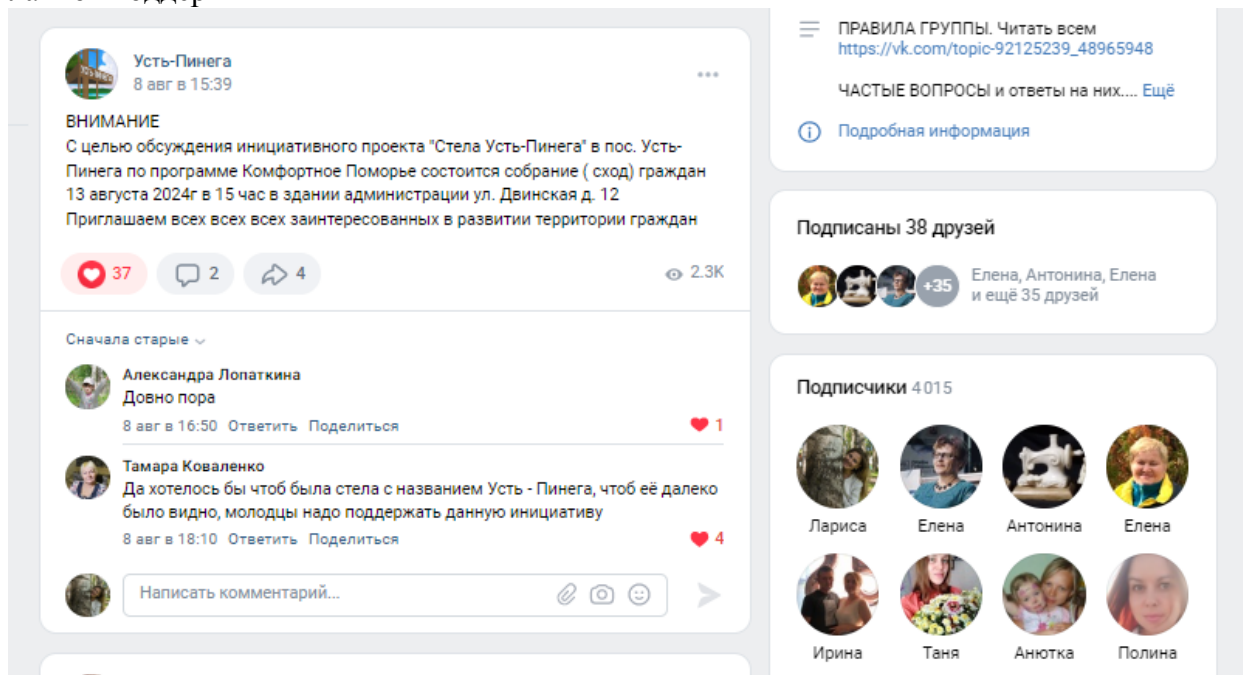 Усть-Пинега
8 авг в 15:39
ВНИМАНИЕ
С целью обсуждения инициативного проекта "Стела Усть-Пинега" в пос. Усть-
Пинега по программе Комфортное Поморье состоится собрание ( сход) граждан
13 августа 2024г в 15 час в здании администрации ул. Двинская д. 12
Приглашаем всех всех всех заинтересованных в развитии территории граждан
37
2
4
2.3K
Сначала старые
Александра Лопаткина
Довно пора
8 авг в 16:50 Ответить Поделиться
1
Тамара Коваленко
Да хотелось бы чтоб была стела с названием Усть - Пинега, чтоб её далеко
было видно, молодцы надо поддержать данную инициативу
8 авг в 18:10 Ответить Поделиться
4
Написать комментарий...
ПРАВИЛА ГРУППЫ. Читать всем
https://vk.com/topic-92125239_48965948
ЧАСТЫЕ ВОПРОСЫ и ответы на них.... Ещё
Подробная информация
Подписаны 38 друзей
+35
Елена, Антонина, Елена
и ещё 35 друзей
Подписчики 4015
Лариса Елена Антонина Елена
Ирина Таня Анютка Полина